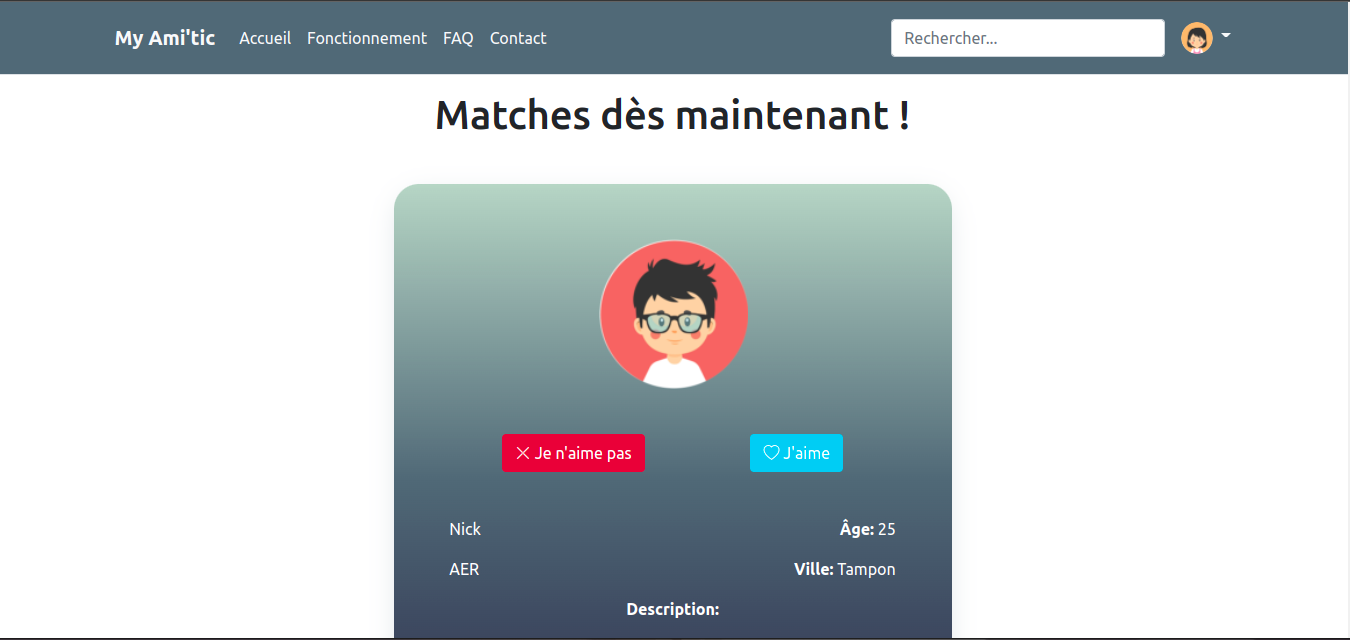 My Ami'tic Accueil Fonctionnement FAQ Contact Rechercher...
Matches dès maintenant !
Je n'aime pas J'aime
Nick Âge: 25
AER Ville: Tampon
Description: